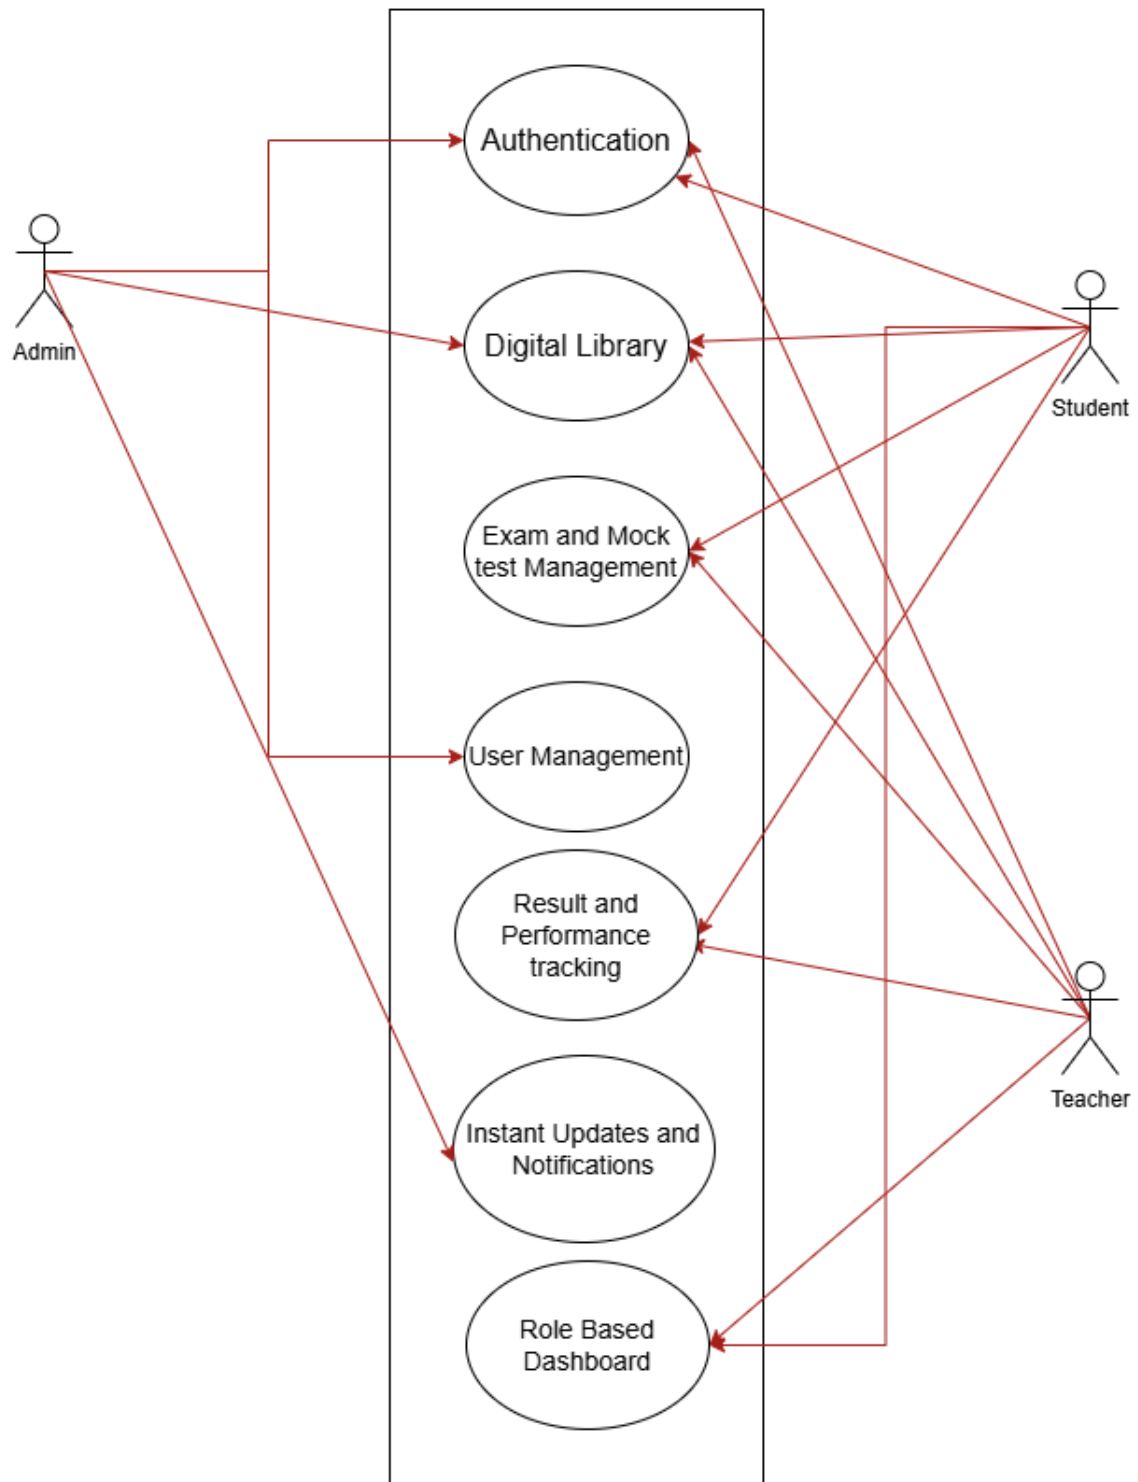 Authentication
Admin
Digital Library
Student
Exam and Mock
test Management
User Management
Result and
Performance
tracking
Teacher
Instant Updates and
Notifications
Role Based
Dashboard